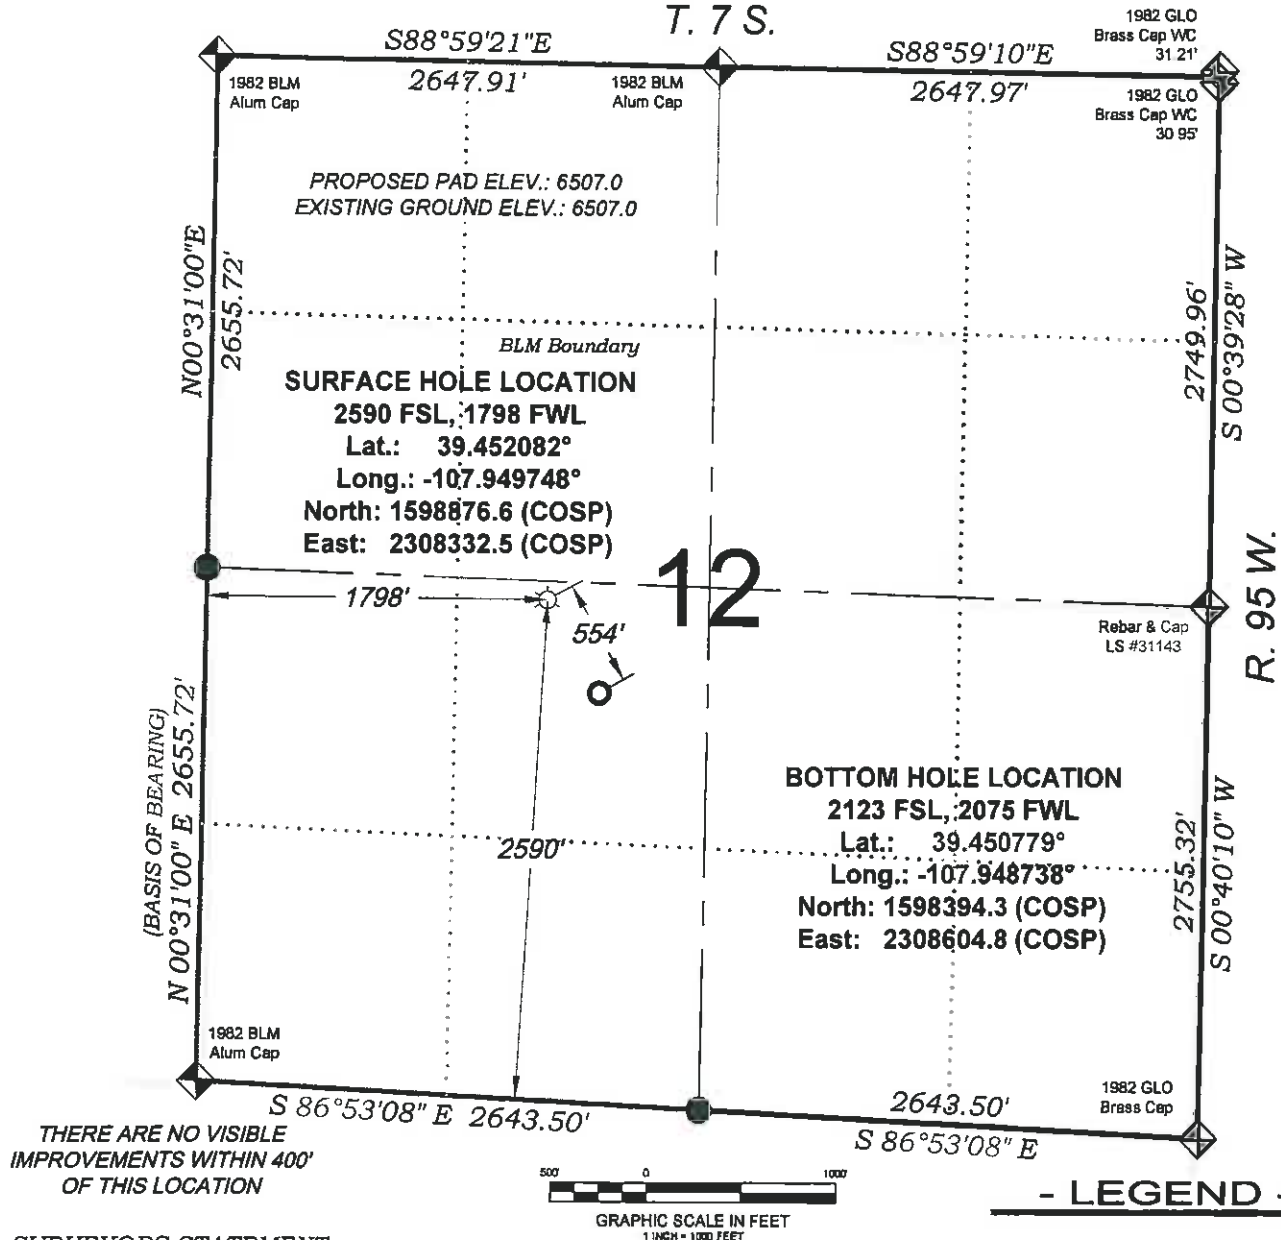 T. 7 S.
S88°59'21"E
2647.91'
S88°59'10"E
2647.97'
1982 GLO
Brass Cap WC
31.21'
1982 BLM
Alum Cap
1982 BLM
Alum Cap
1982 GLO
Brass Cap WC
30 95'
PROPOSED PAD ELEV.: 6507.0
EXISTING GROUND ELEV.: 6507.0
N00°31'00"E
2655.72'
2749.96'
S 00°39'28" W
BLM Boundary
SURFACE HOLE LOCATION
2590 FSL, 1798 FWL
Lat.: 39.452082°
Long.: -107.949748°
North: 1598876.6 (COSP)
East: 2308332.5 (COSP)
12
R. 95 W.
1798'
554'
Rebar & Cap
LS #31143
(BASIS OF BEARING)
N 00°31'00" E 2655.72'
2590'
BOTTOM HOLE LOCATION
2123 FSL, 2075 FWL
Lat.: 39.450779°
Long.: -107.948738°
North: 1598394.3 (COSP)
East: 2308604.8 (COSP)
2755.32'
S 00°40'10" W
1982 BLM
Alum Cap
1982 GLO
Brass Cap
S 86°53'08" E 2643.50'
2643.50'
S 86°53'08" E
THERE ARE NO VISIBLE
IMPROVEMENTS WITHIN 400'
OF THIS LOCATION
500' 0 1000'
GRAPHIC SCALE IN FEET
1 INCH = 1000 FEET
- LEGEND -